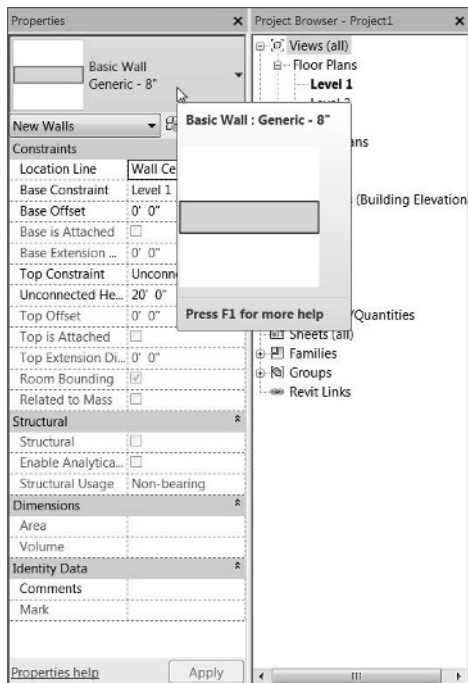 Properties
Basic Wall
Generic - 8"
New Walls
Constraints
Location Line Wall Ce
Base Constraint Level 1
Base Offset 0' 0"
Base is Attached
Base Extension ... 0' 0"
Top Constraint Unconn
Unconnected He... 20' 0"
Top Offset 0' 0"
Top is Attached
Top Extension Di... 0' 0"
Room Bounding
Related to Mass
Structural
Structural
Enable Analytica...
Structural Usage Non-bearing
Dimensions
Area
Volume
Identity Data
Comments
Mark
Properties help Apply
Basic Wall : Generic - 8"
Press F1 for more help
Project Browser - Project1
Views (all)
Floor Plans
Level 1
ans
(Building Elevation
/Quantities
Sheets (all)
Families
Groups
Revit Links